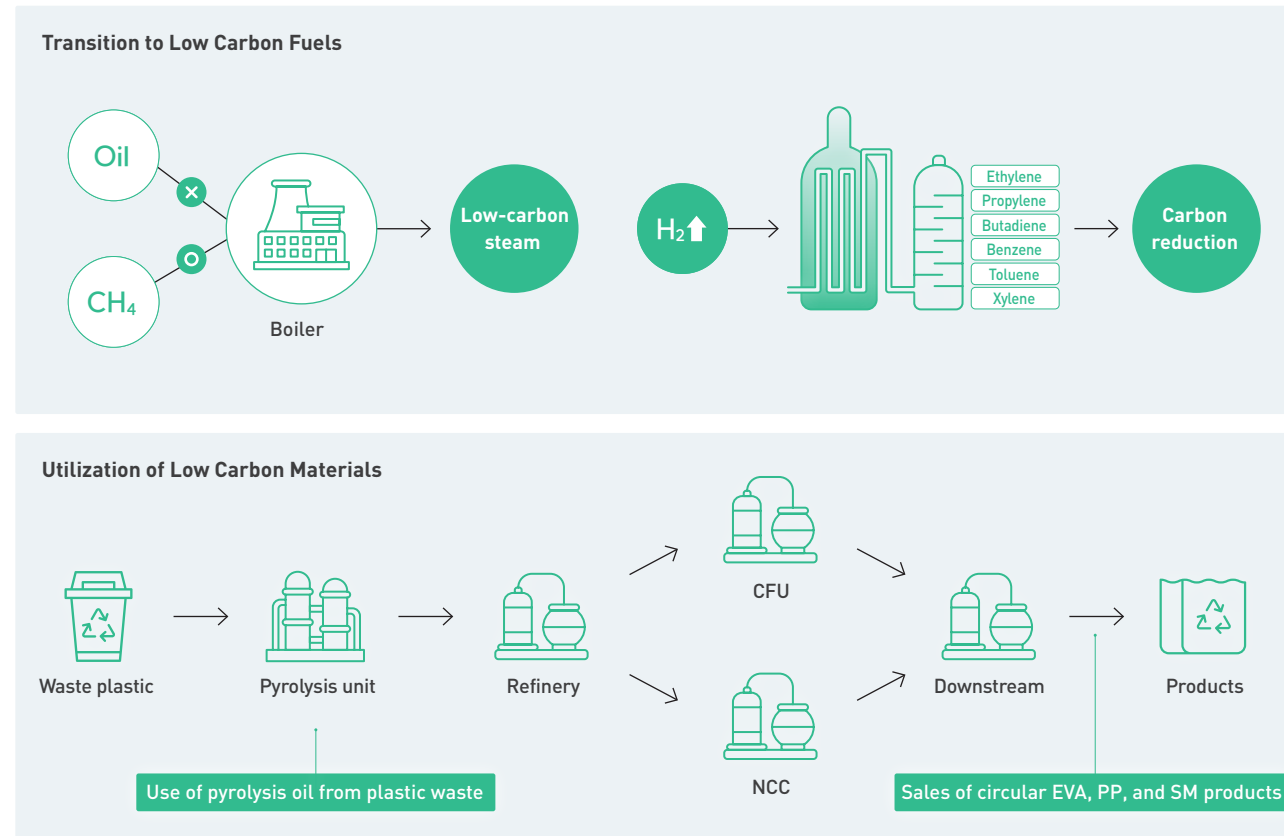 Transition to Low Carbon Fuels
Oil
CH₄
Boiler
Low-carbon
steam
H₂
Ethylene
Propylene
Butadiene
Benzene
Toluene
Xylene
Carbon
reduction
Utilization of Low Carbon Materials
Waste plastic
Pyrolysis unit
Refinery
CFU
NCC
Downstream
Products
Use of pyrolysis oil from plastic waste
Sales of circular EVA, PP, and SM products